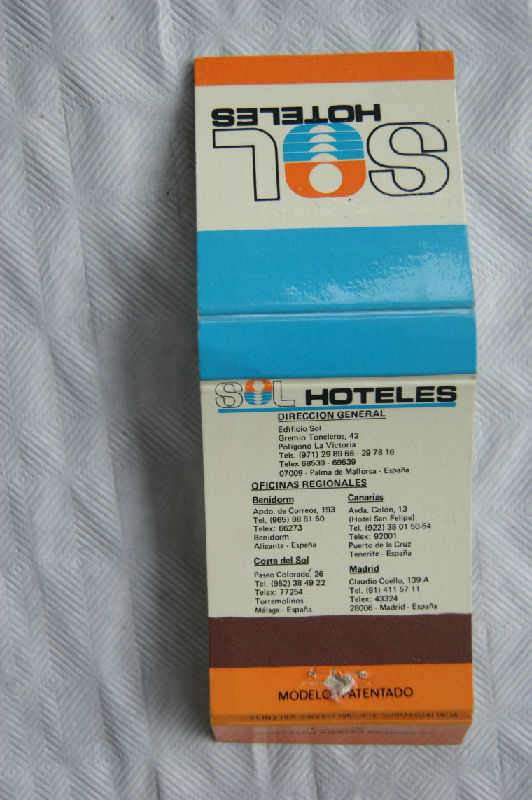 SOL
HOTELES
SOL HOTELES
DIRECCION GENERAL
Edificio Sol
Gremio Toneleros, 42
Polígono La Victoria
Tels. (971) 29 89 66 - 29 78 16
Telex 68539 - 69539
07009 - Palma de Mallorca - España
OFICINAS REGIONALES
Benidorm
Apdo. de Correos, 193
Tel. (965) 86 81 50
Telex: 66273
Benidorm
Alicante - España
Canarias
Avda. Colón, 13
(Hotel San Felipe)
Tel. (922) 38 01 50-54
Telex: 92001
Puerto de la Cruz
Tenerife - España
Costa del Sol
Paseo Colorado, 26
Tel. (952) 38 49 22
Telex: 77254
Torremolinos
Málaga - España
Madrid
Claudio Coello, 139-A
Tel. (91) 411 57 11
Telex: 43324
28006 - Madrid - España
MODELO PATENTADO